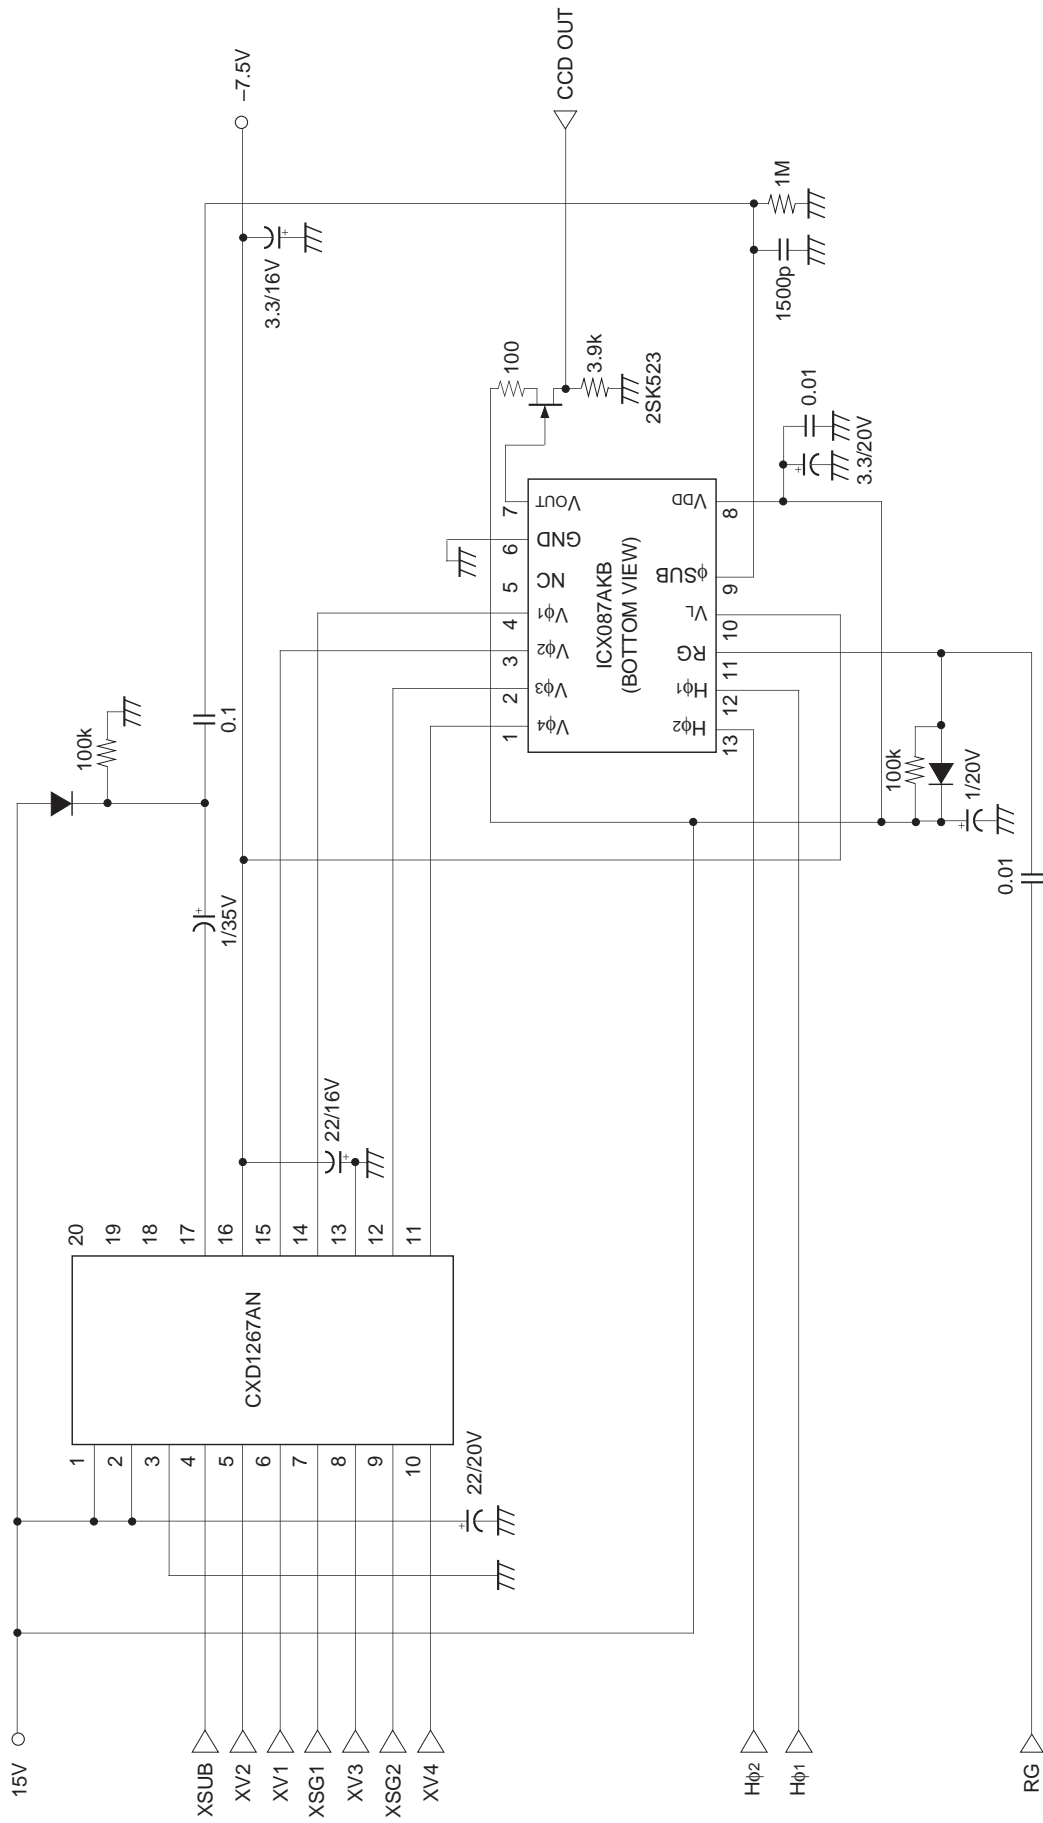 15V
–7.5V
XSUB
XV2
XV1
XSG1
XV3
XSG2
XV4
1
2
3
4
5
6
7
8
9
10
CXD1267AN
20
19
18
17
16
15
14
13
12
11
22/20V
22/16V
1/35V
100k
0.1
3.3/16V
CCD OUT
100
3.9k
2SK523
1M
1500p
0.01
3.3/20V
1
2
3
4
5
6
7
Vϕ4
Vϕ3
Vϕ2
Vϕ1
NC
GND
VOUT
ICX087AKB
(BOTTOM VIEW)
Hϕ2
Hϕ1
RG
VL
ϕSUB
VDD
13
12
11
10
9
8
100k
1/20V
0.01
Hϕ2
Hϕ1
RG